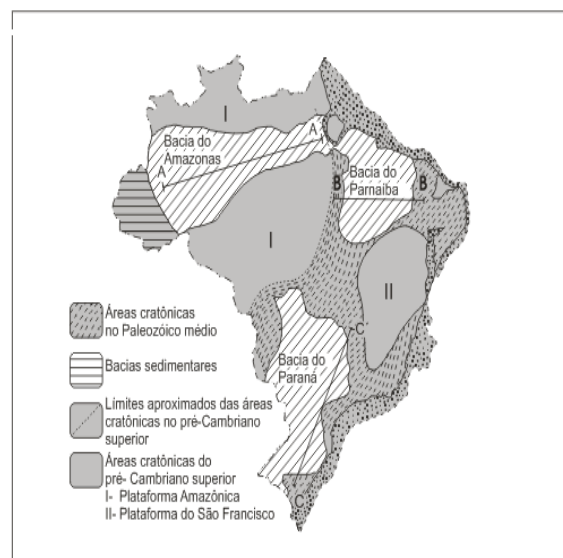 I
Bacia do
Amazonas
A
A
B
Bacia do
Parnaíba
B
I
II
C
Bacia do
Paraná
C
Áreas cratônicas
no Paleozóico médio
Bacias sedimentares
Límites aproximados das áreas
cratônicas no pré-Cambriano
superior
Áreas cratônicas do
pré- Cambriano superior
I- Plataforma Amazônica
II- Plataforma do São Francisco